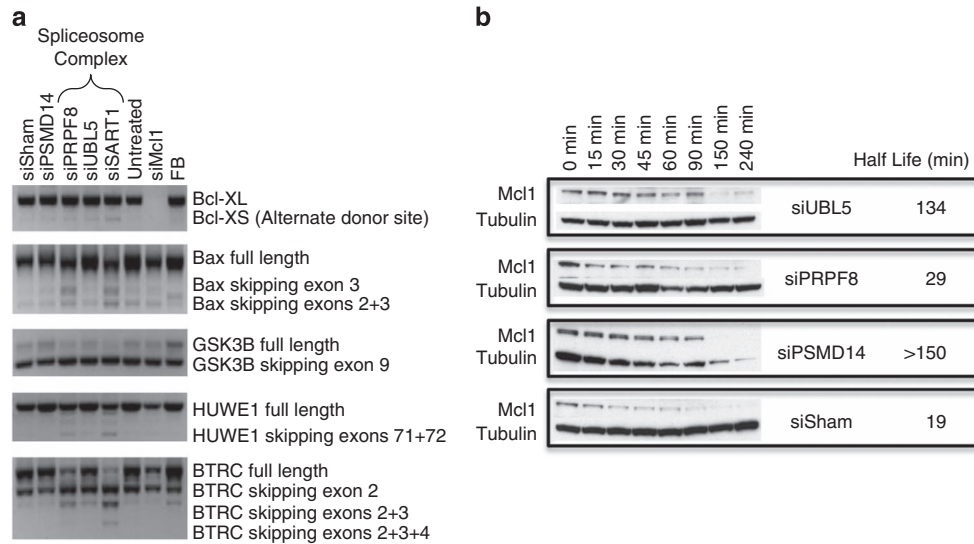 a
Spliceosome
Complex
siSham
siPSMD14
siPRPF8
siUBL5
siSART1
Untreated
siMcl1
FB
Bcl-XL
Bcl-XS (Alternate donor site)
Bax full length
Bax skipping exon 3
Bax skipping exons 2+3
GSK3B full length
GSK3B skipping exon 9
HUWE1 full length
HUWE1 skipping exons 71+72
BTRC full length
BTRC skipping exon 2
BTRC skipping exons 2+3
BTRC skipping exons 2+3+4
b
0 min
15 min
30 min
45 min
60 min
90 min
150 min
240 min
Half Life (min)
Mcl1
Tubulin
siUBL5 134
Mcl1
Tubulin
siPRPF8 29
Mcl1
Tubulin
siPSMD14 >150
Mcl1
Tubulin
siSham 19